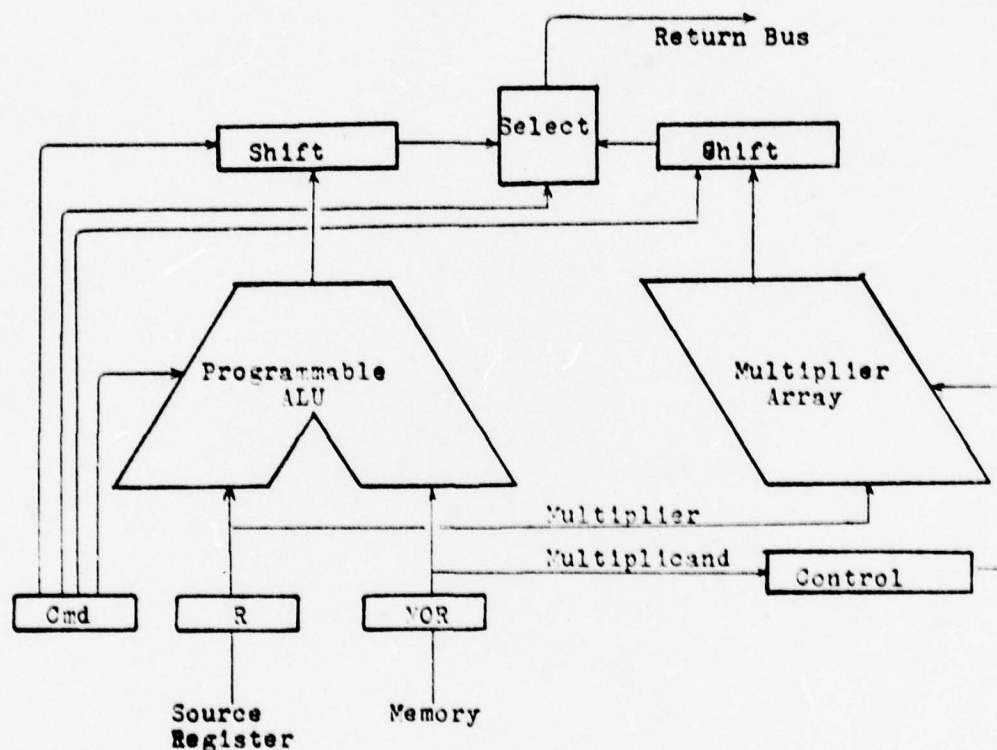 Return Bus
Select
Shift
Shift
Programmable
ALU
Multiplier
Array
Multiplier
Multiplicand
Control
Cmd
R
Source
Register
Memory